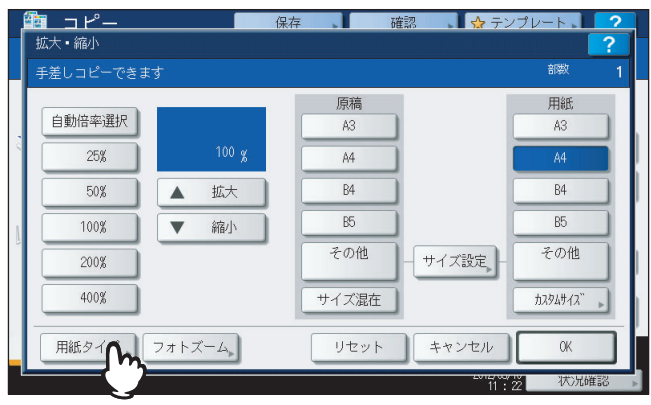 コピー 保存 確認 テンプレート ?
拡大・縮小 ?
手差しコピーできます 部数 1
原稿 用紙
自動倍率選択 A3 A3
25% 100 % A4 A4
50% ▲ 拡大 B4 B4
100% ▼ 縮小 B5 B5
200% その他 サイズ設定 その他
400% サイズ混在 カスタムサイズ
用紙タイ フォトズーム リセット キャンセル OK
11:22 状況確認